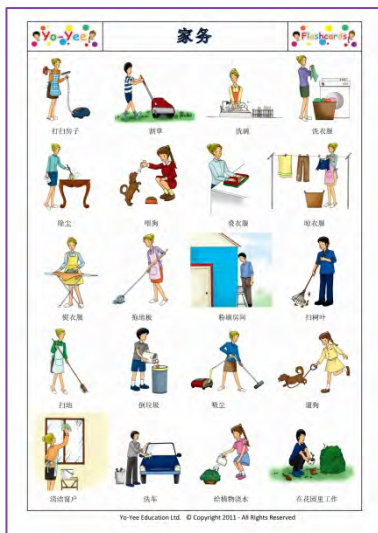 Yo-Yee
家务
Flashcards
打扫房子
割草
洗碗
洗衣服
除尘
喂狗
叠衣服
晾衣服
熨衣服
拖地板
粉刷房间
扫树叶
扫地
倒垃圾
吸尘
遛狗
清洁窗户
洗车
给植物浇水
在花园里工作
Yo-Yee Education Ltd. © Copyright 2011 - All Rights Reserved